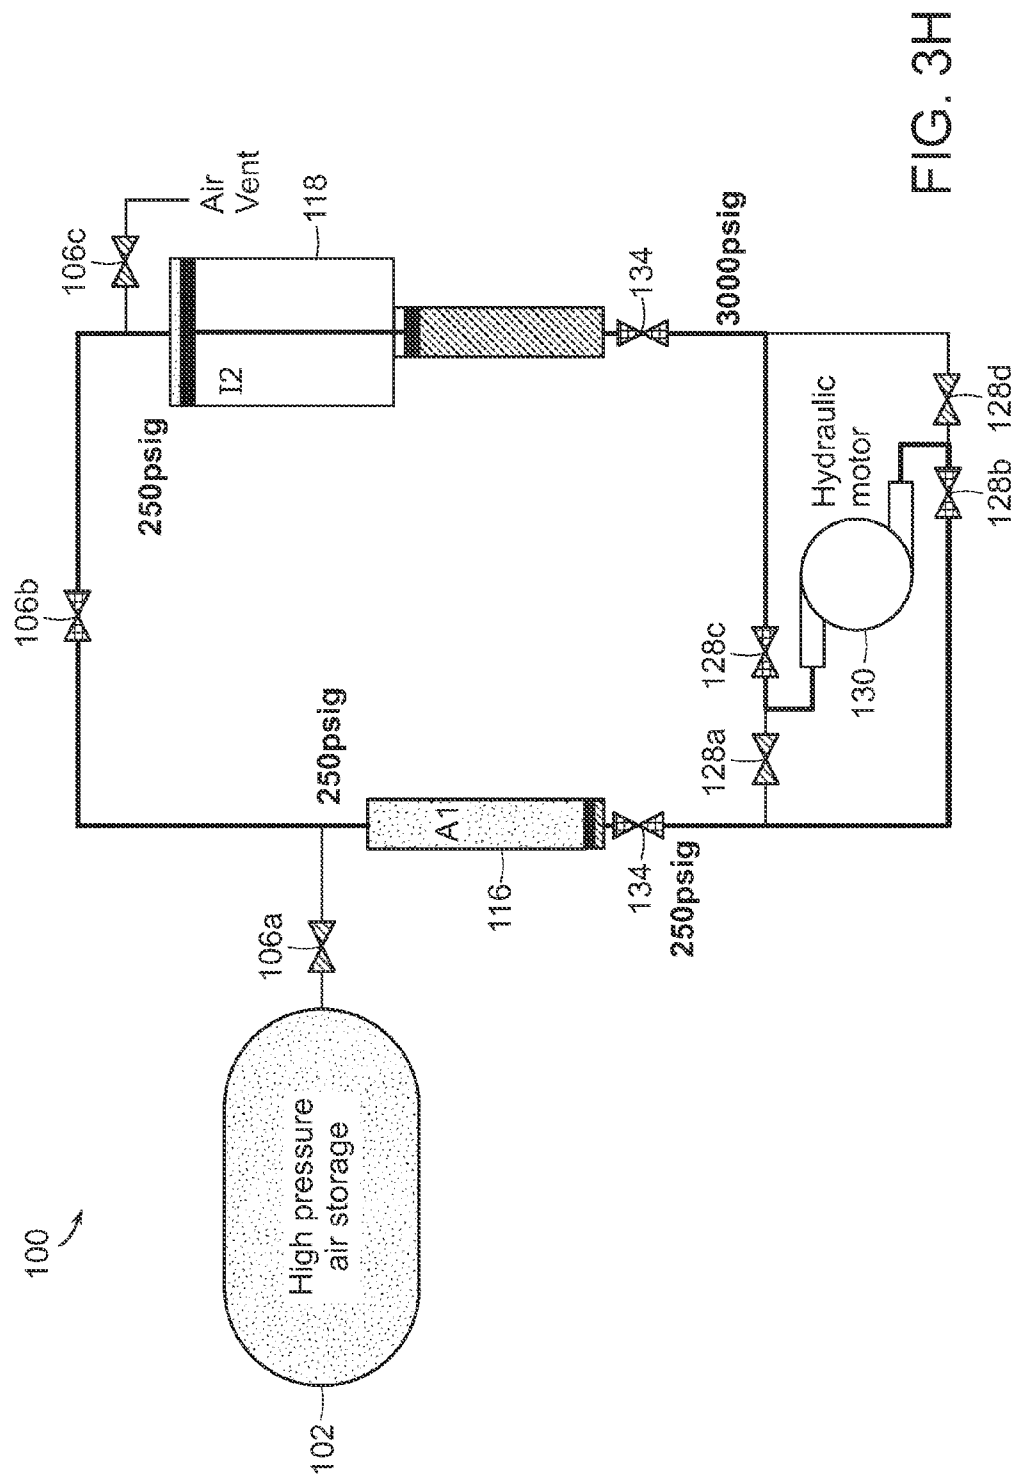 100
102
High pressure
air storage
106a
106b
106c
Air
Vent
118
I2
250psig
250psig
A1
116
134
250psig
134
3000psig
128a
128c
130
Hydraulic
motor
128b
128d
FIG. 3H